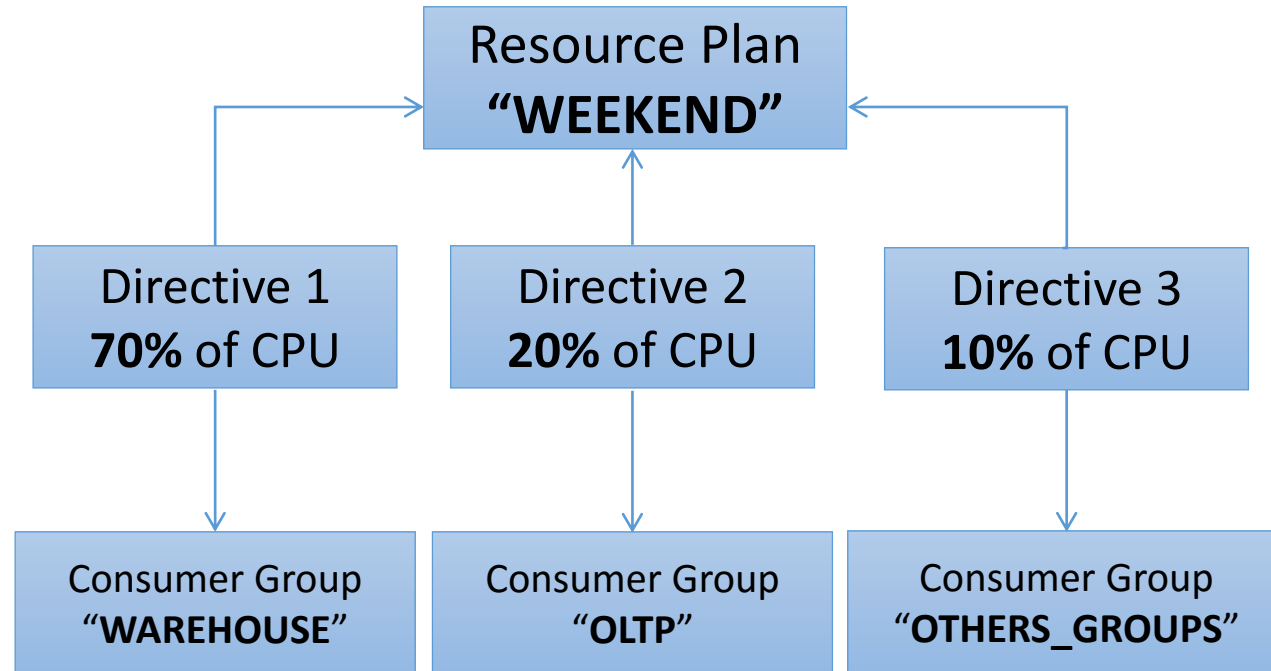 Resource Plan
“WEEKEND”
Directive 1
70% of CPU
Directive 2
20% of CPU
Directive 3
10% of CPU
Consumer Group
“WAREHOUSE”
Consumer Group
“OLTP”
Consumer Group
“OTHERS_GROUPS”